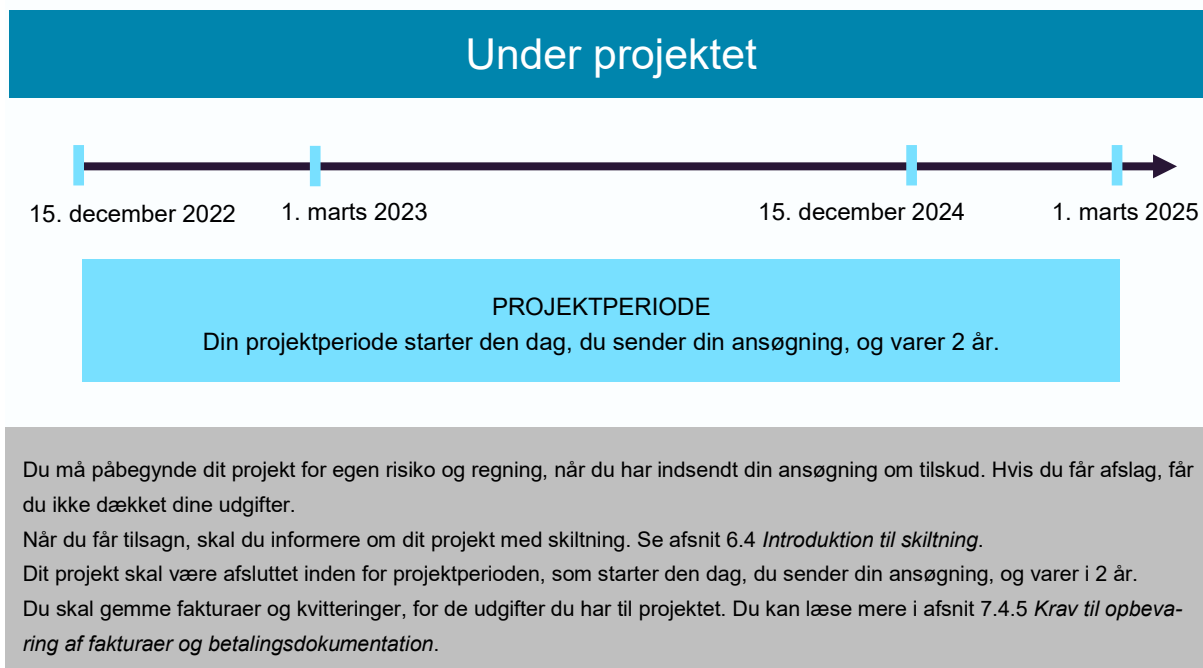 Under projektet
15. december 2022 1. marts 2023 15. december 2024 1. marts 2025
PROJEKTPERIODE
Din projektperiode starter den dag, du sender din ansøgning, og varer 2 år.
Du må påbegynde dit projekt for egen risiko og regning, når du har indsendt din ansøgning om tilskud. Hvis du får afslag, får
du ikke dækket dine udgifter.
Når du får tilsagn, skal du informere om dit projekt med skiltning. Se afsnit 6.4 Introduktion til skiltning.
Dit projekt skal være afsluttet inden for projektperioden, som starter den dag, du sender din ansøgning, og varer i 2 år.
Du skal gemme fakturaer og kvitteringer, for de udgifter du har til projektet. Du kan læse mere i afsnit 7.4.5 Krav til opbeva-
ring af fakturaer og betalingsdokumentation.